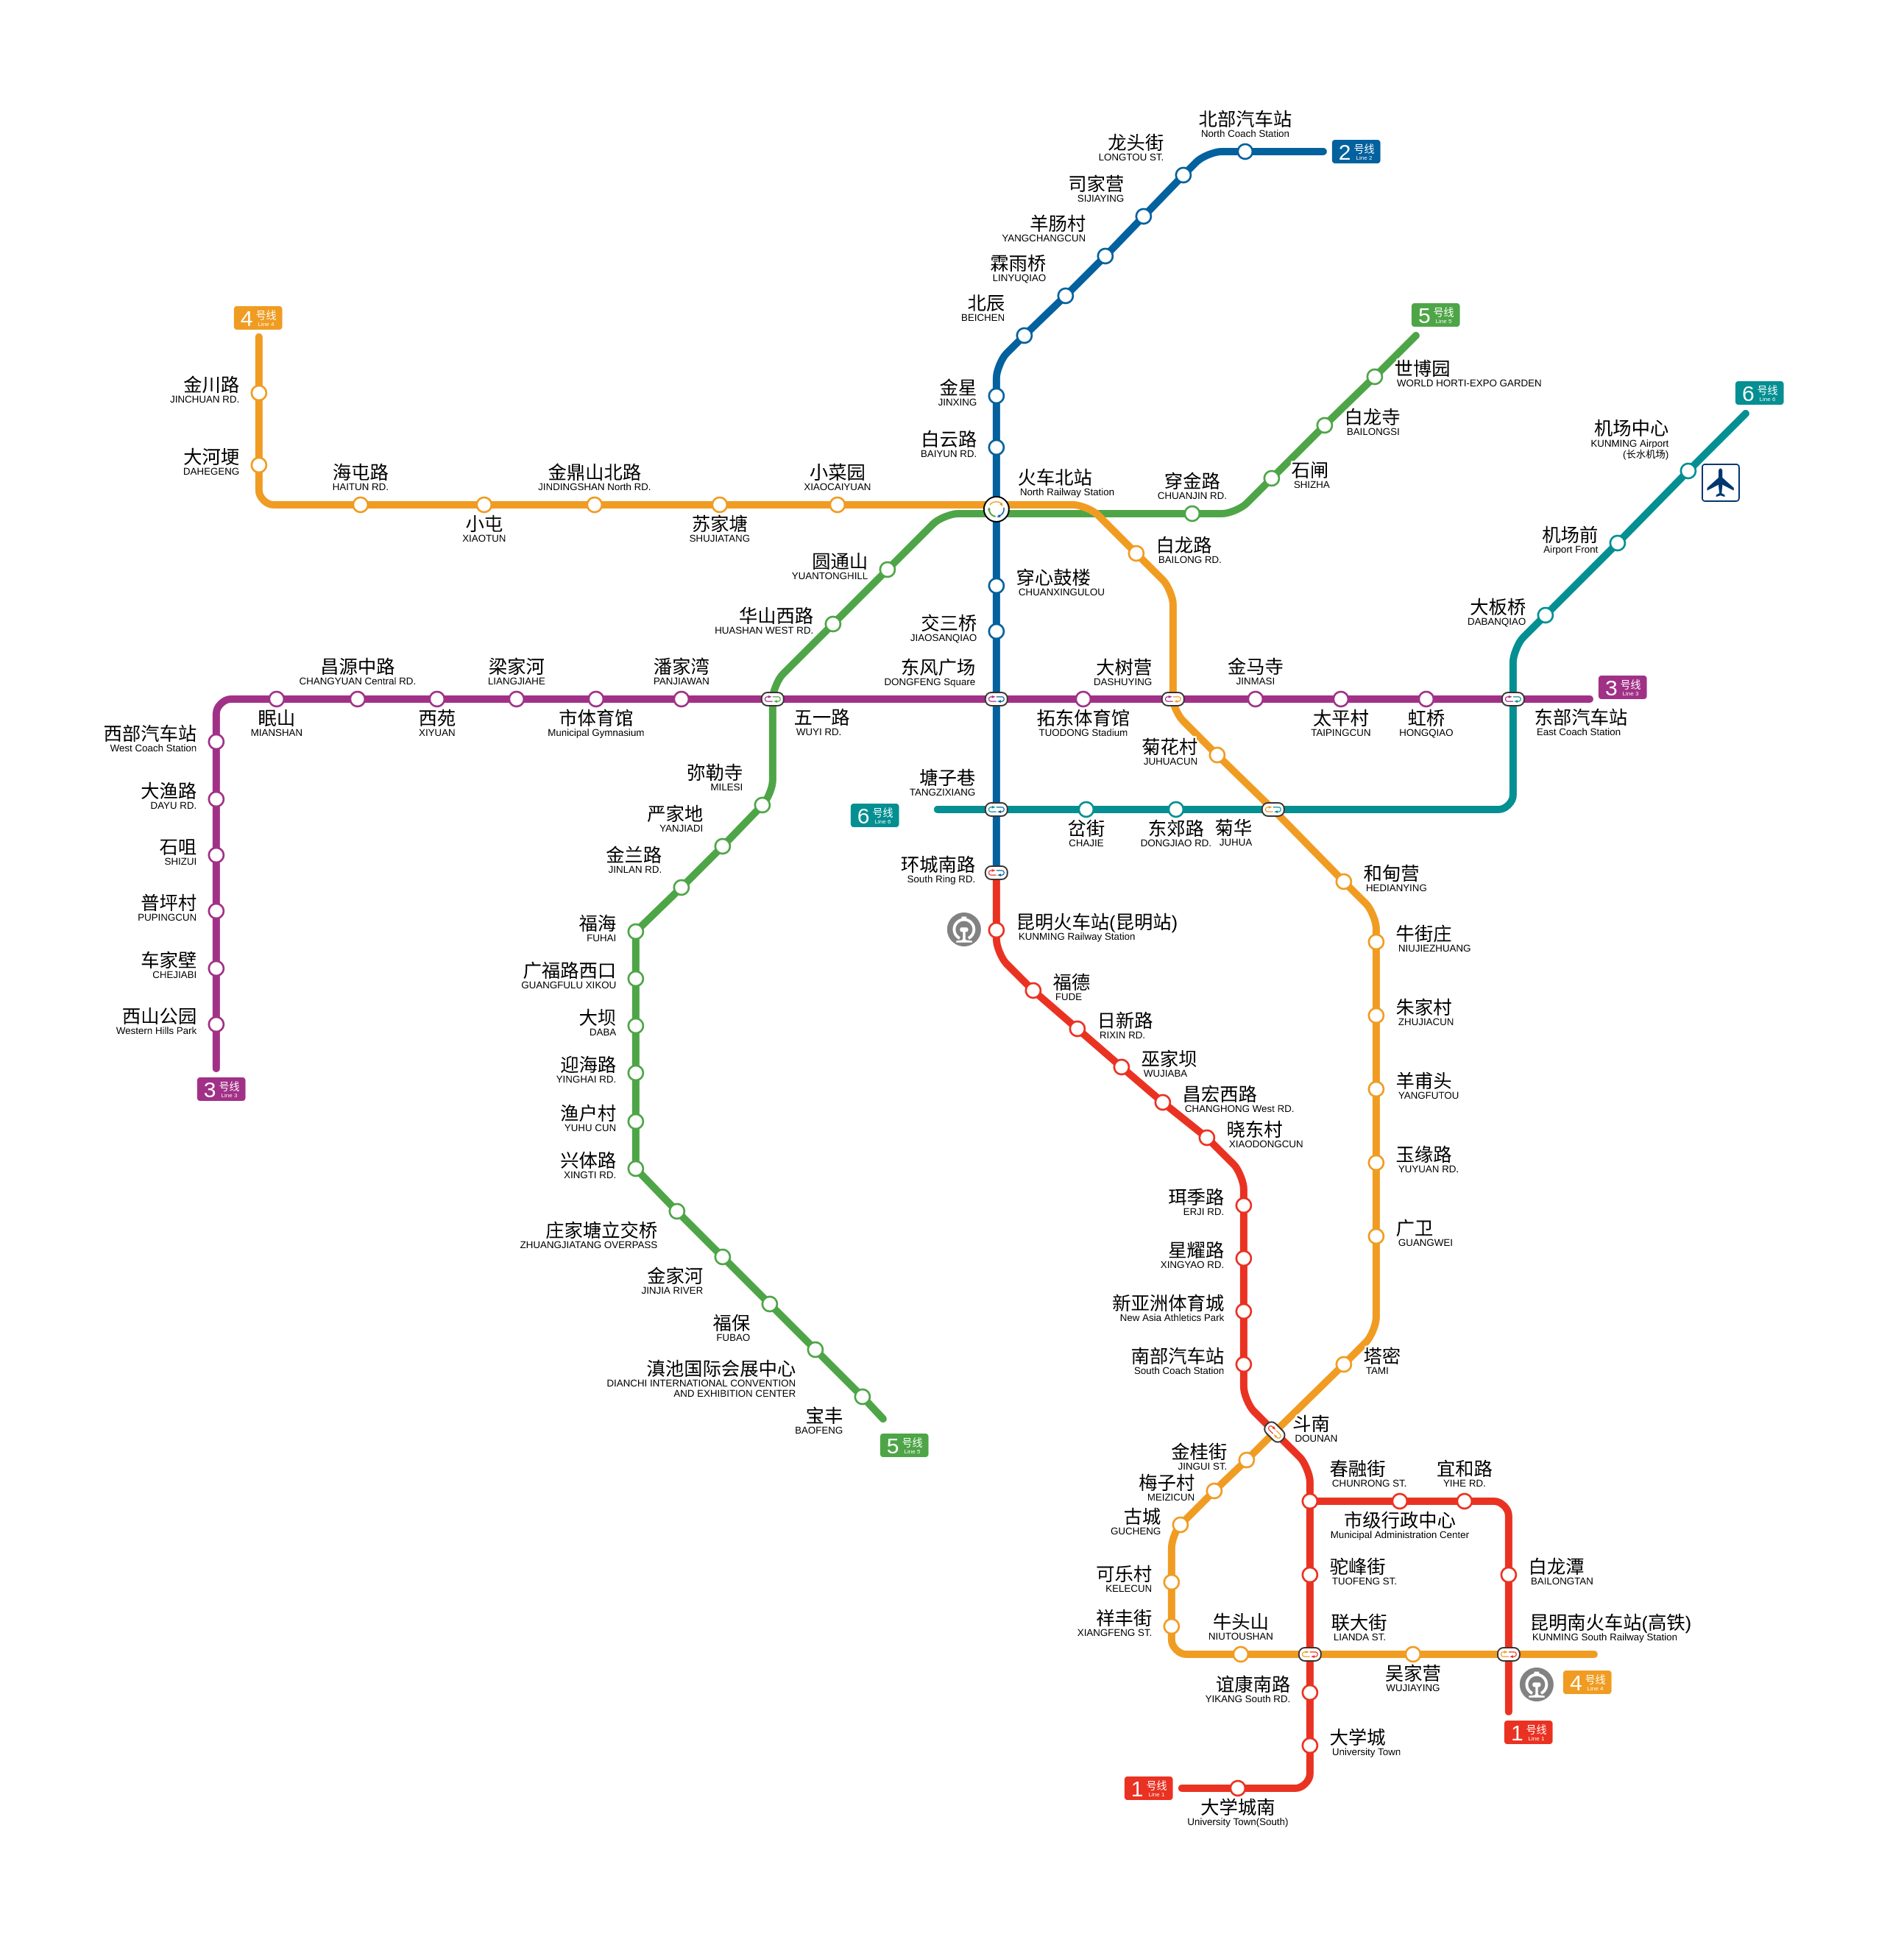 北部汽车站
North Coach Station
2 号线
Line 2
龙头街
LONGTOU ST.
司家营
SIJIAYING
羊肠村
YANGCHANGCUN
霖雨桥
LINYUQIAO
北辰
BEICHEN
金星
JINXING
白云路
BAIYUN RD.
火车北站
North Railway Station
穿心鼓楼
CHUANXINGULOU
交三桥
JIAOSANQIAO
东风广场
DONGFENG Square
塘子巷
TANGZIXIANG
环城南路
South Ring RD.
4 号线
Line 4
金川路
JINCHUAN RD.
大河埂
DAHEGENG
海屯路
HAITUN RD.
小屯
XIAOTUN
金鼎山北路
JINDINGSHAN North RD.
苏家塘
SHUJIATANG
小菜园
XIAOCAIYUAN
白龙路
BAILONG RD.
大树营
DASHUYING
菊花村
JUHUACUN
菊华
JUHUA
和甸营
HEDIANYING
牛街庄
NIUJIEZHUANG
朱家村
ZHUJIACUN
羊甫头
YANGFUTOU
玉缘路
YUYUAN RD.
广卫
GUANGWEI
塔密
TAMI
斗南
DOUNAN
金桂街
JINGUI ST.
梅子村
MEIZICUN
古城
GUCHENG
可乐村
KELECUN
祥丰街
XIANGFENG ST.
牛头山
NIUTOUSHAN
联大街
LIANDA ST.
吴家营
WUJIAYING
昆明南火车站(高铁)
KUNMING South Railway Station
4 号线
Line 4
5 号线
Line 5
世博园
WORLD HORTI-EXPO GARDEN
白龙寺
BAILONGSI
石闸
SHIZHA
穿金路
CHUANJIN RD.
圆通山
YUANTONGHILL
华山西路
HUASHAN WEST RD.
五一路
WUYI RD.
弥勒寺
MILESI
严家地
YANJIADI
金兰路
JINLAN RD.
福海
FUHAI
广福路西口
GUANGFULU XIKOU
大坝
DABA
迎海路
YINGHAI RD.
渔户村
YUHU CUN
兴体路
XINGTI RD.
庄家塘立交桥
ZHUANGJIATANG OVERPASS
金家河
JINJIA RIVER
福保
FUBAO
滇池国际会展中心
DIANCHI INTERNATIONAL CONVENTION
AND EXHIBITION CENTER
宝丰
BAOFENG
5 号线
Line 5
6 号线
Line 6
机场中心
KUNMING Airport
(长水机场)
机场前
Airport Front
大板桥
DABANQIAO
东部汽车站
East Coach Station
东郊路
DONGJIAO RD.
岔街
CHAJIE
6 号线
Line 6
3 号线
Line 3
虹桥
HONGQIAO
太平村
TAIPINGCUN
金马寺
JINMASI
拓东体育馆
TUODONG Stadium
潘家湾
PANJIAWAN
市体育馆
Municipal Gymnasium
梁家河
LIANGJIAHE
西苑
XIYUAN
昌源中路
CHANGYUAN Central RD.
眠山
MIANSHAN
西部汽车站
West Coach Station
大渔路
DAYU RD.
石咀
SHIZUI
普坪村
PUPINGCUN
车家壁
CHEJIABI
西山公园
Western Hills Park
3 号线
Line 3
昆明火车站(昆明站)
KUNMING Railway Station
福德
FUDE
日新路
RIXIN RD.
巫家坝
WUJIABA
昌宏西路
CHANGHONG West RD.
晓东村
XIAODONGCUN
珥季路
ERJI RD.
星耀路
XINGYAO RD.
新亚洲体育城
New Asia Athletics Park
南部汽车站
South Coach Station
春融街
CHUNRONG ST.
宜和路
YIHE RD.
市级行政中心
Municipal Administration Center
驼峰街
TUOFENG ST.
白龙潭
BAILONGTAN
谊康南路
YIKANG South RD.
大学城
University Town
1 号线
Line 1
1 号线
Line 1
大学城南
University Town(South)